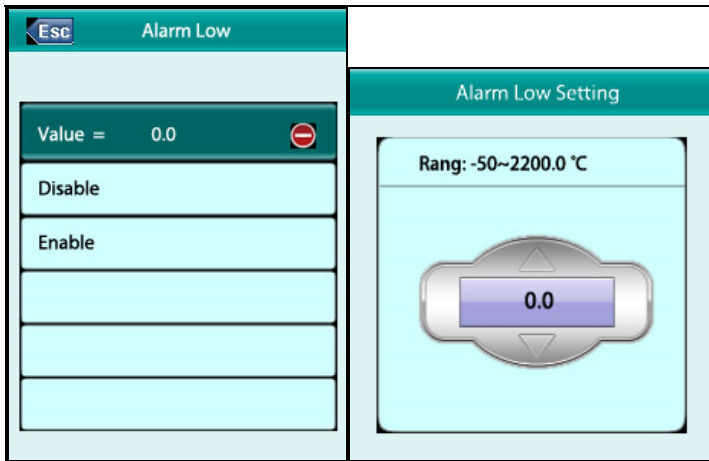 Esc Alarm Low
Value = 0.0
Disable
Enable
Alarm Low Setting
Rang: -50~2200.0 ℃
0.0